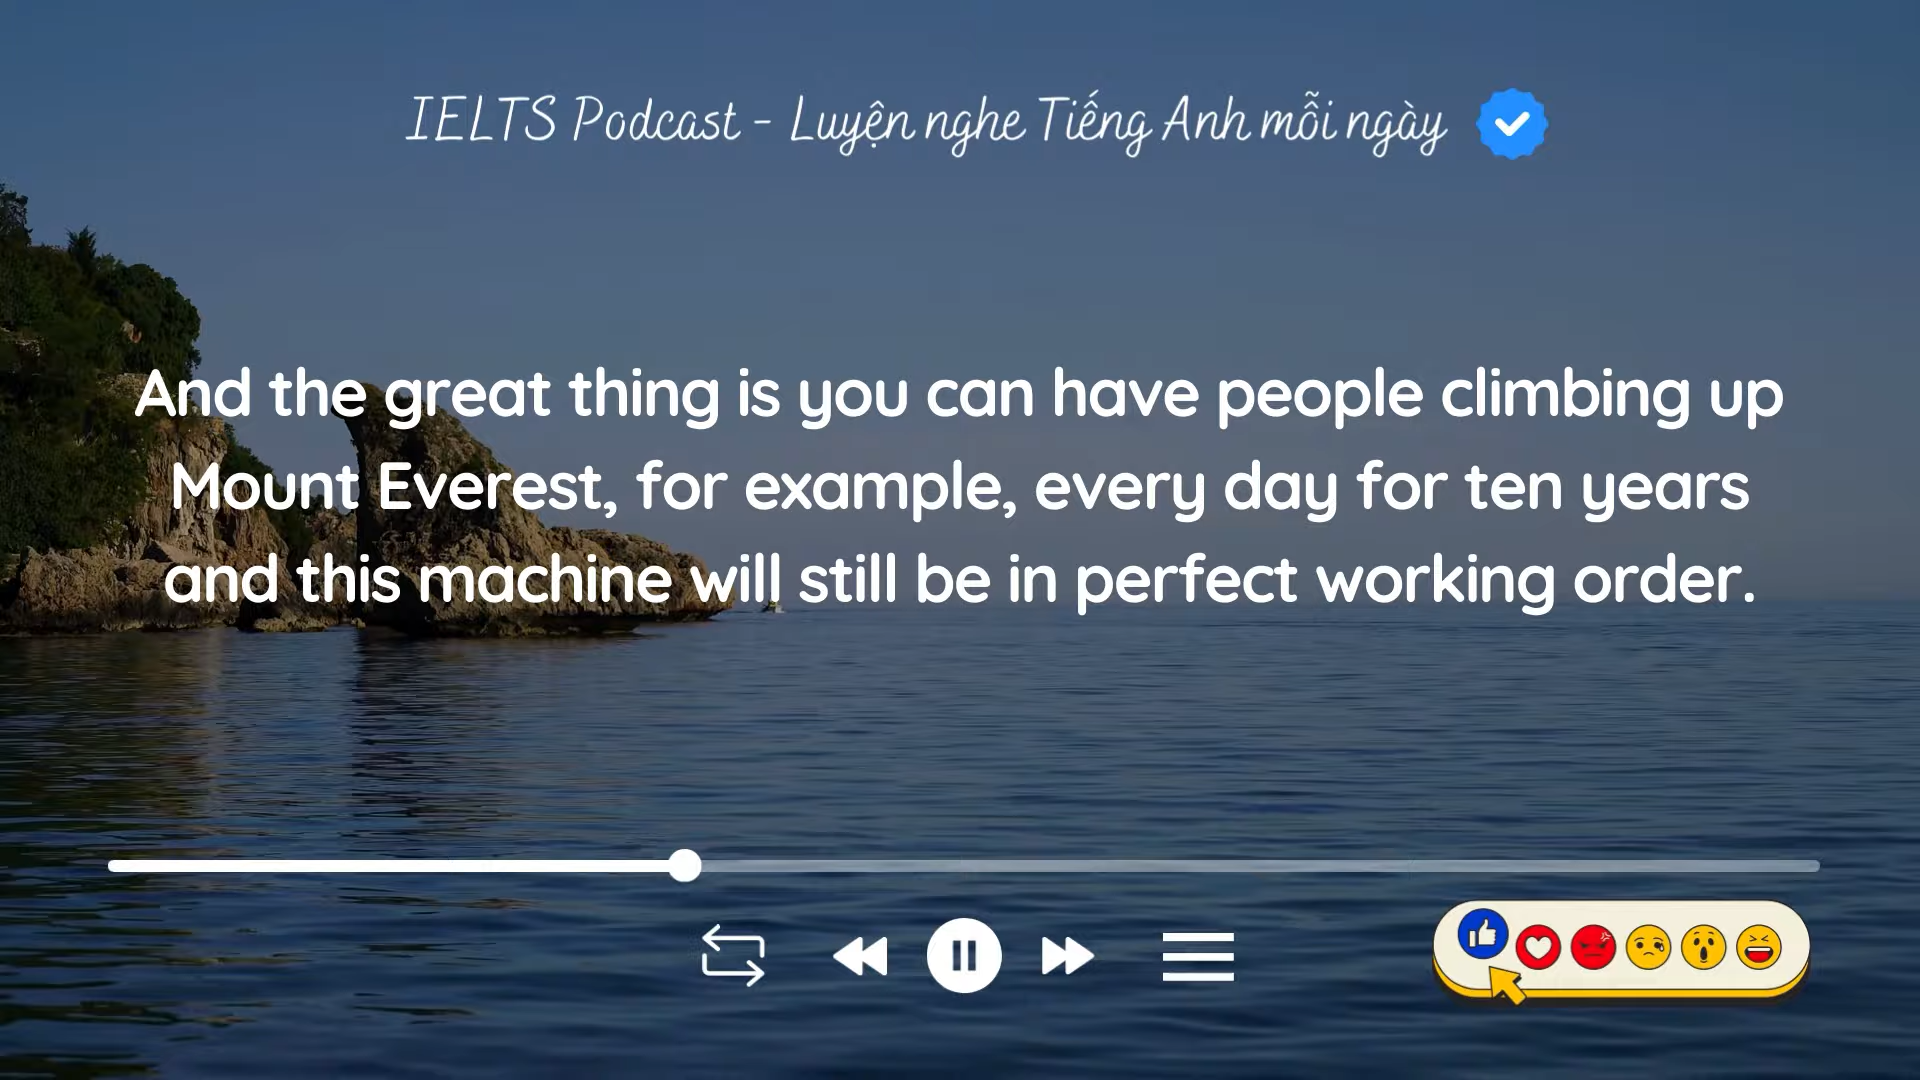 IELTS Podcast - Luyện nghe Tiếng Anh mỗi ngày
And the great thing is you can have people climbing up
Mount Everest, for example, every day for ten years
and this machine will still be in perfect working order.